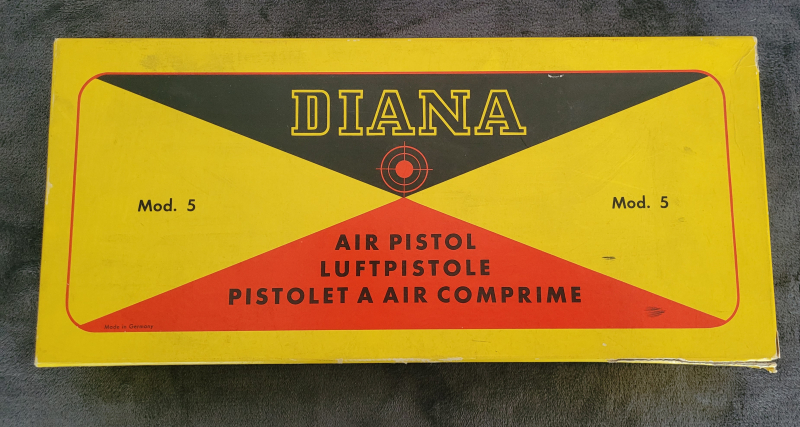 DIANA
Mod. 5
Mod. 5
AIR PISTOL
LUFTPISTOLE
PISTOLET A AIR COMPRIME
Made in Germany